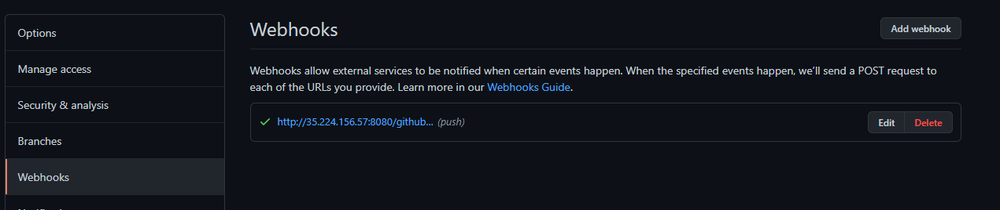 Options
Manage access
Security & analysis
Branches
Webhooks
Webhooks
Add webhook
Webhooks allow external services to be notified when certain events happen. When the specified events happen, we'll send a POST request to
each of the URLs you provide. Learn more in our Webhooks Guide.
http://35.224.156.57:8080/github... (push)
Edit
Delete